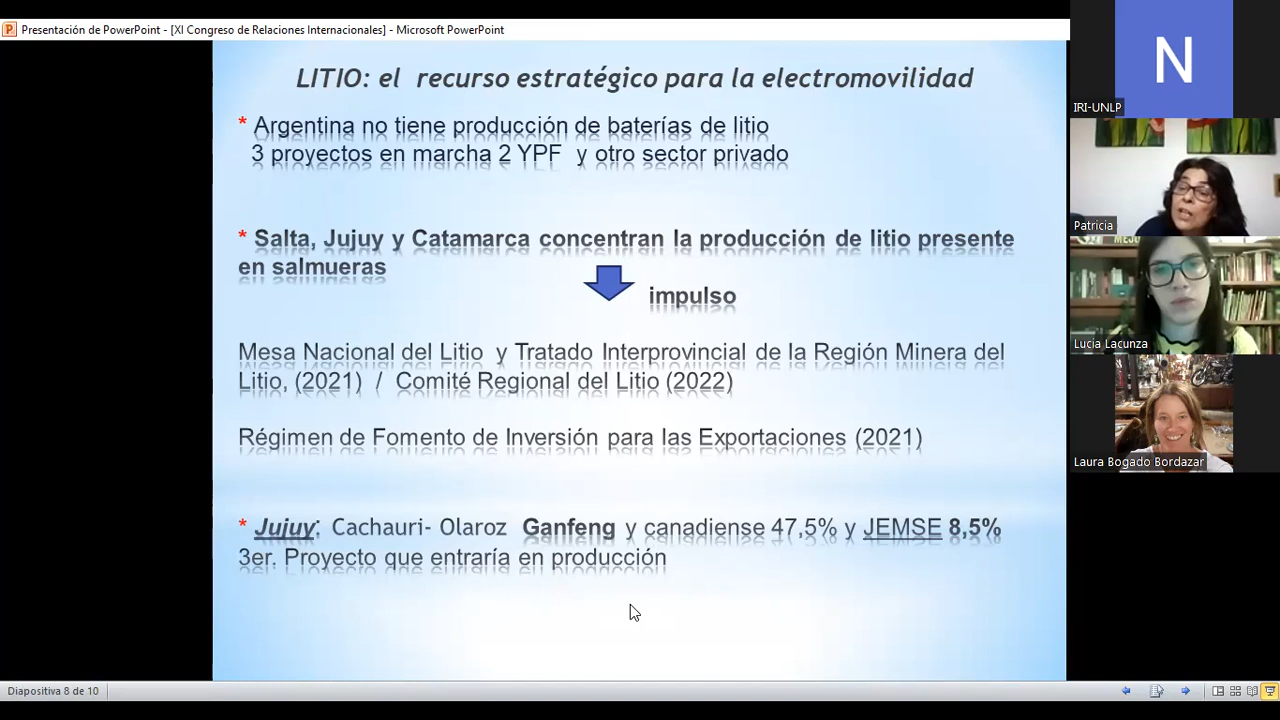 Presentación de PowerPoint - [XI Congreso de Relaciones Internacionales] - Microsoft PowerPoint
LITIO: el recurso estratégico para la electromovilidad
* Argentina no tiene producción de baterías de litio
3 proyectos en marcha 2 YPF y otro sector privado
* Salta, Jujuy y Catamarca concentran la producción de litio presente
en salmueras
impulso
Mesa Nacional del Litio y Tratado Interprovincial de la Región Minera del
Litio, (2021) / Comité Regional del Litio (2022)
Régimen de Fomento de Inversión para las Exportaciones (2021)
* Jujuy: Cachauri- Olaroz Ganfeng y canadiense 47,5% y JEMSE 8,5%
3er. Proyecto que entraría en producción
Diapositiva 8 de 10
N
IRI-UNLP
Patricia
MEJO
Lucia Lacunza
Laura Bogado Bordazar